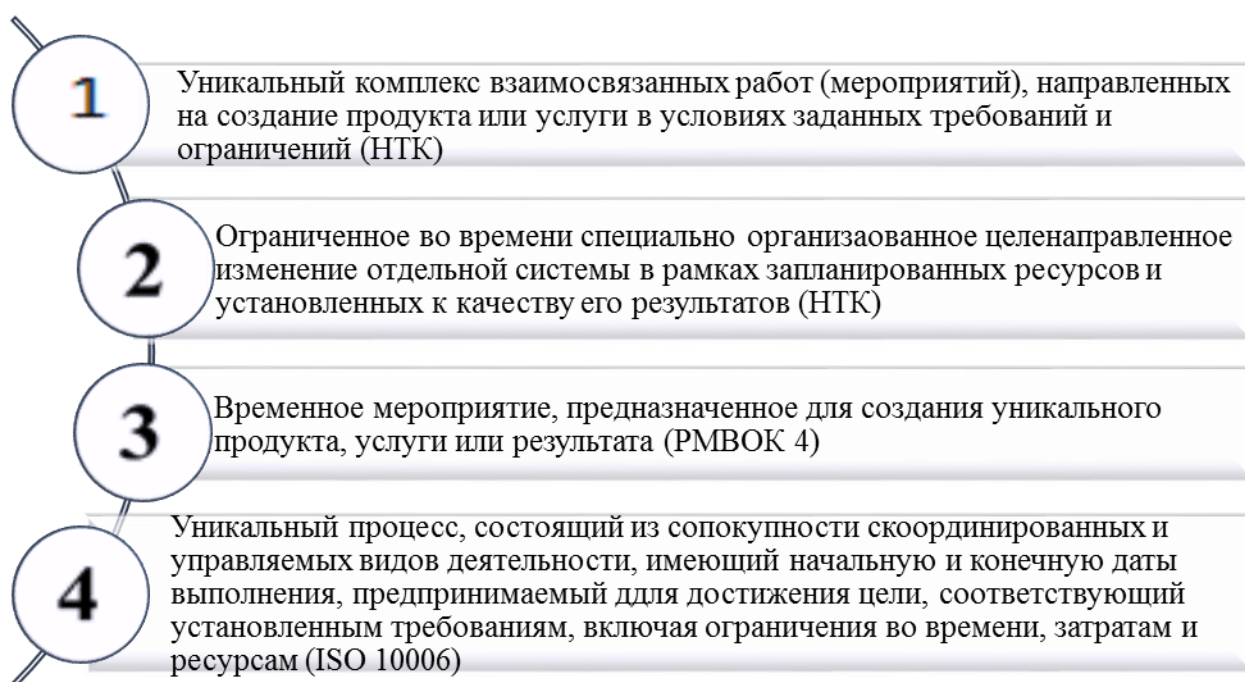 1
Уникальный комплекс взаимосвязанных работ (мероприятий), направленных
на создание продукта или услуги в условиях заданных требований и
ограничений (НТК)
2
Ограниченное во времени специально организаованное целенаправленное
изменение отдельной системы в рамках запланированных ресурсов и
установленных к качеству его результатов (НТК)
3
Временное мероприятие, предназначенное для создания уникального
продукта, услуги или результата (PMBOK 4)
4
Уникальный процесс, состоящий из сопокупности скоординированных и
управляемых видов деятельности, имеющий начальную и конечную даты
выполнения, предпринимаемый ддля достижения цели, соответствующий
установленным требованиям, включая ограничения во времени, затратам и
ресурсам (ISO 10006)